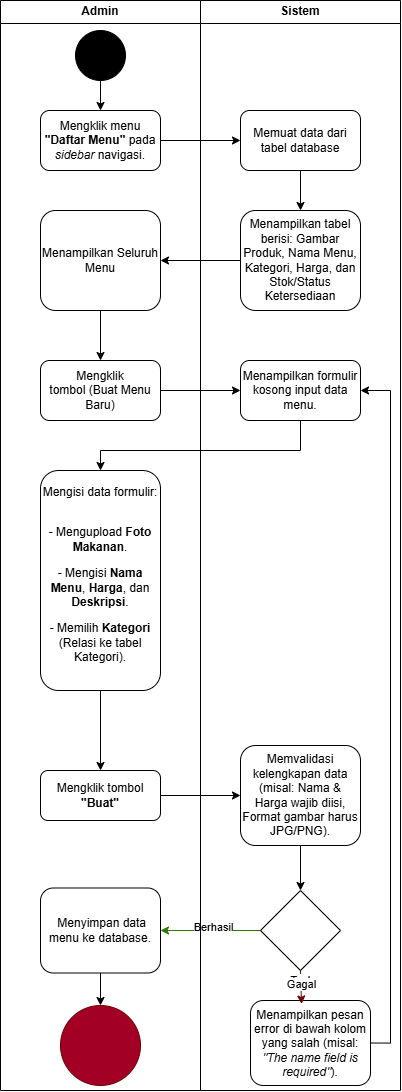 Admin
Sistem
Mengklik menu
"Daftar Menu" pada
sidebar navigasi.
Memuat data dari
tabel database
Menampilkan tabel
berisi: Gambar
Produk, Nama Menu,
Kategori, Harga, dan
Stok/Status
Ketersediaan
Menampilkan Seluruh
Menu
Mengklik
tombol (Buat Menu
Baru)
Menampilkan formulir
kosong input data
menu.
Mengisi data formulir:
- Mengupload Foto
Makanan.
- Mengisi Nama
Menu, Harga, dan
Deskripsi.
- Memilih Kategori
(Relasi ke tabel
Kategori).
Mengklik tombol
"Buat"
Memvalidasi
kelengkapan data
(misal: Nama &
Harga wajib diisi,
Format gambar harus
JPG/PNG).
Berhasil
Menyimpan data
menu ke database.
Gagal
Menampilkan pesan
error di bawah kolom
yang salah (misal:
"The name field is
required").